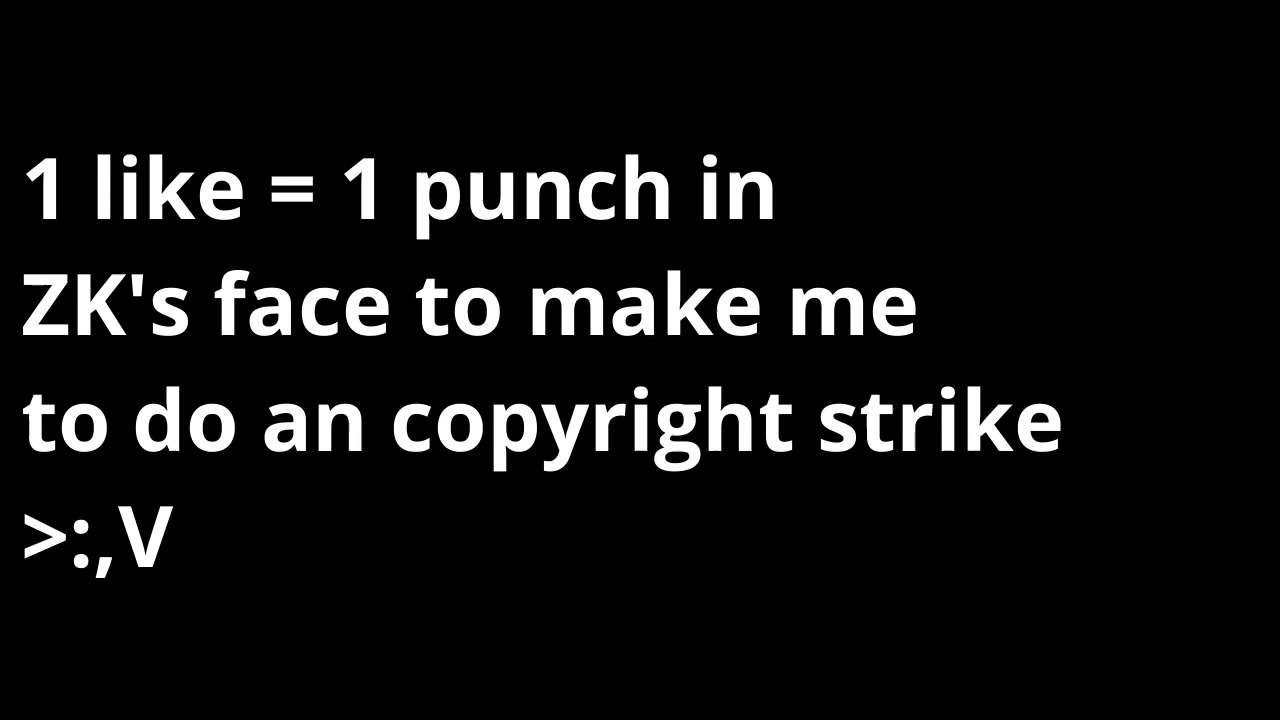 1 like = 1 punch in
ZK's face to make me
to do an copyright strike
>:,V